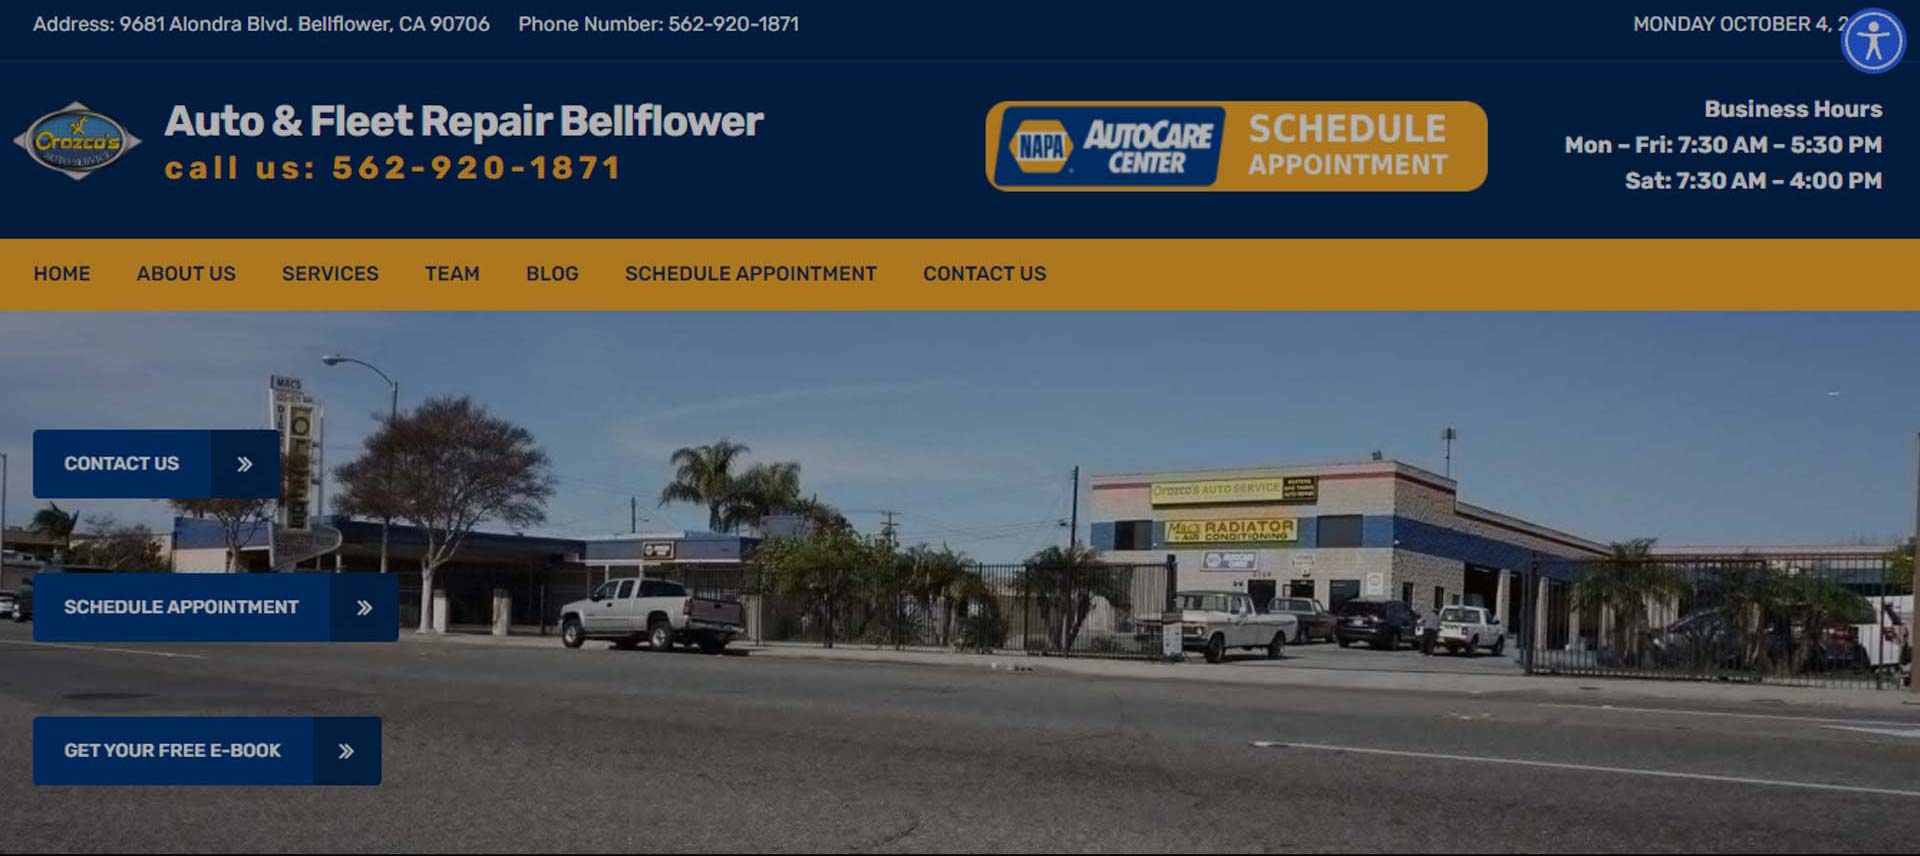 Address: 9681 Alondra Blvd. Bellflower, CA 90706 Phone Number: 562-920-1871
MONDAY OCTOBER 4, 2
Orozco's
AUTO SERVICE
Auto & Fleet Repair Bellflower
call us: 562-920-1871
NAPA AUTOCARE CENTER
SCHEDULE
APPOINTMENT
Business Hours
Mon – Fri: 7:30 AM – 5:30 PM
Sat: 7:30 AM – 4:00 PM
HOME ABOUT US SERVICES TEAM BLOG SCHEDULE APPOINTMENT CONTACT US
MACS
CONTACT US »
Orozco's AUTO SERVICE
Mac's RADIATOR
& AIR CONDITIONING
SCHEDULE APPOINTMENT »
GET YOUR FREE E-BOOK »